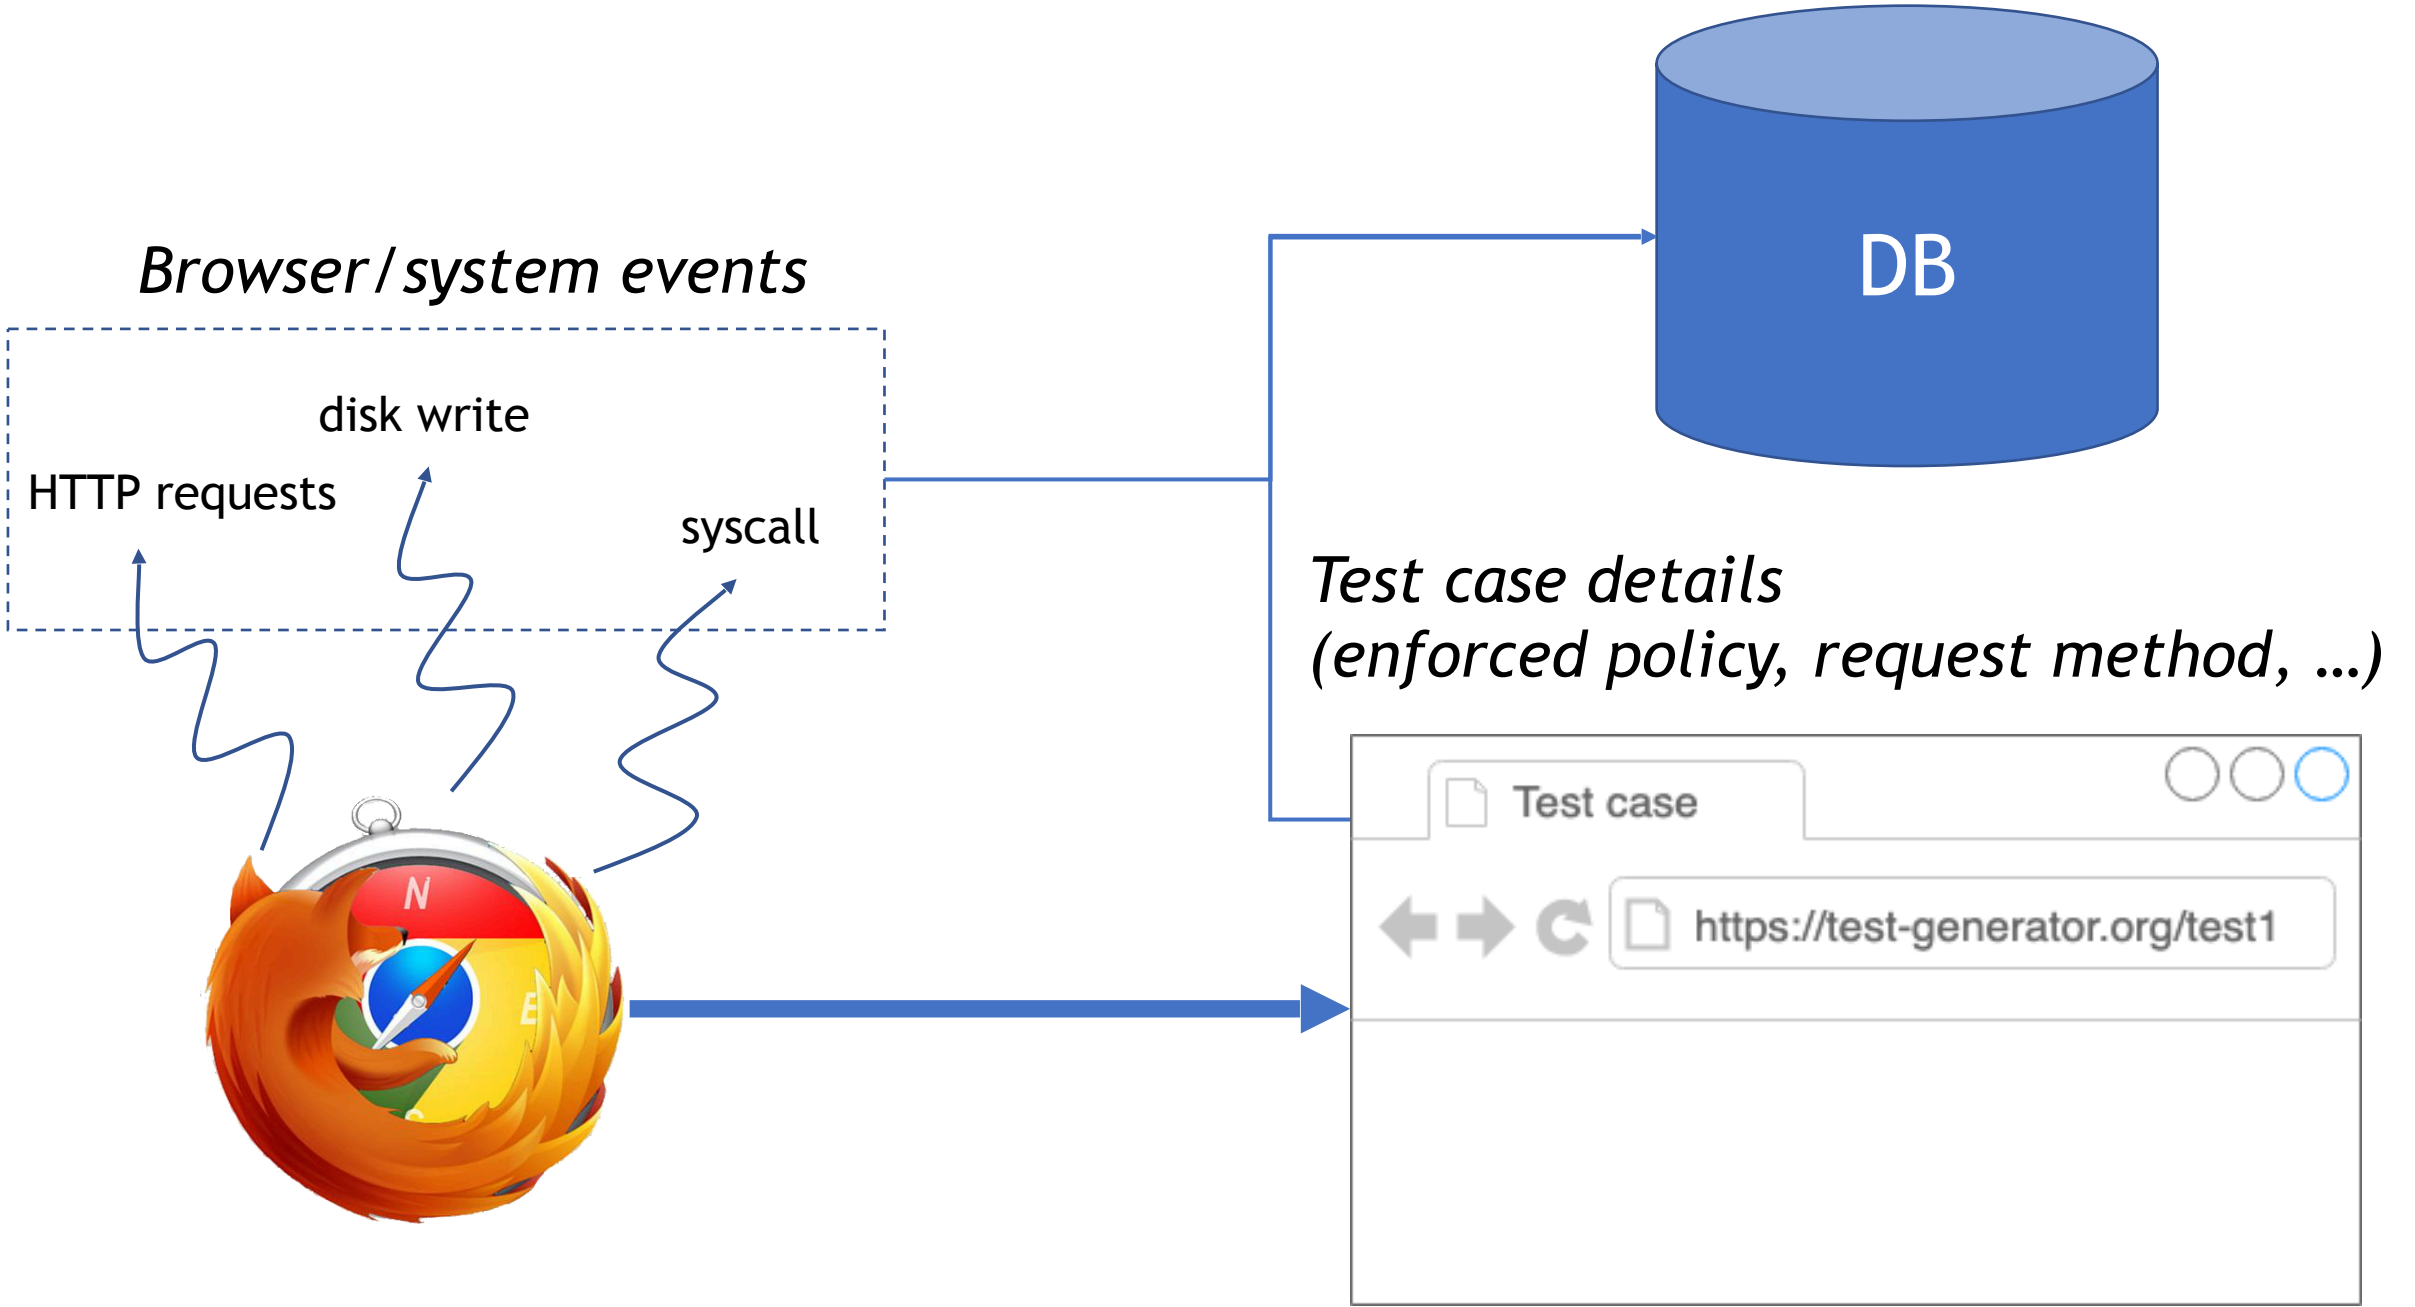 DB
Browser/system events
disk write
HTTP requests
syscall
Test case details
(enforced policy, request method, …)
Test case
https://test-generator.org/test1
N
E
S